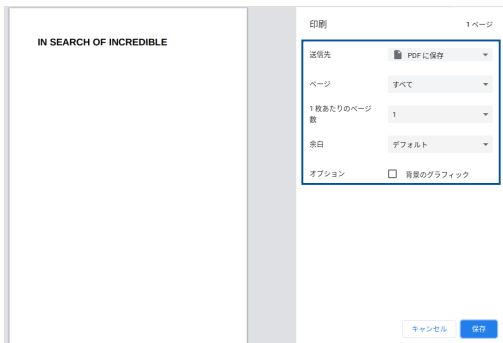 IN SEARCH OF INCREDIBLE
印刷
1 ページ
送信先
PDF に保存
ページ
すべて
1 枚あたりのページ
数
1
余白
デフォルト
オプション
背景のグラフィック
キャンセル
保存